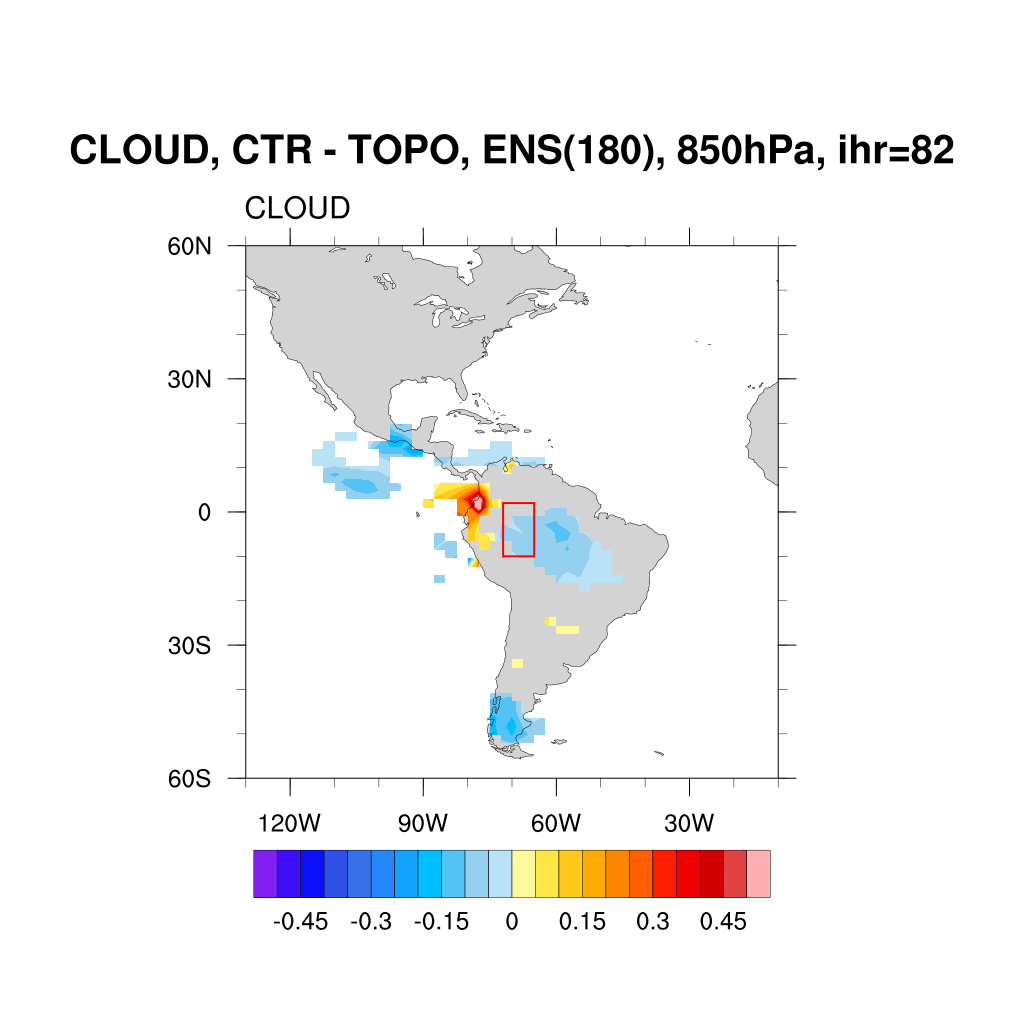 CLOUD, CTR - TOPO, ENS(180), 850hPa, ihr=82
CLOUD
60N
30N
0
30S
60S
120W 90W 60W 30W
-0.45 -0.3 -0.15 0 0.15 0.3 0.45